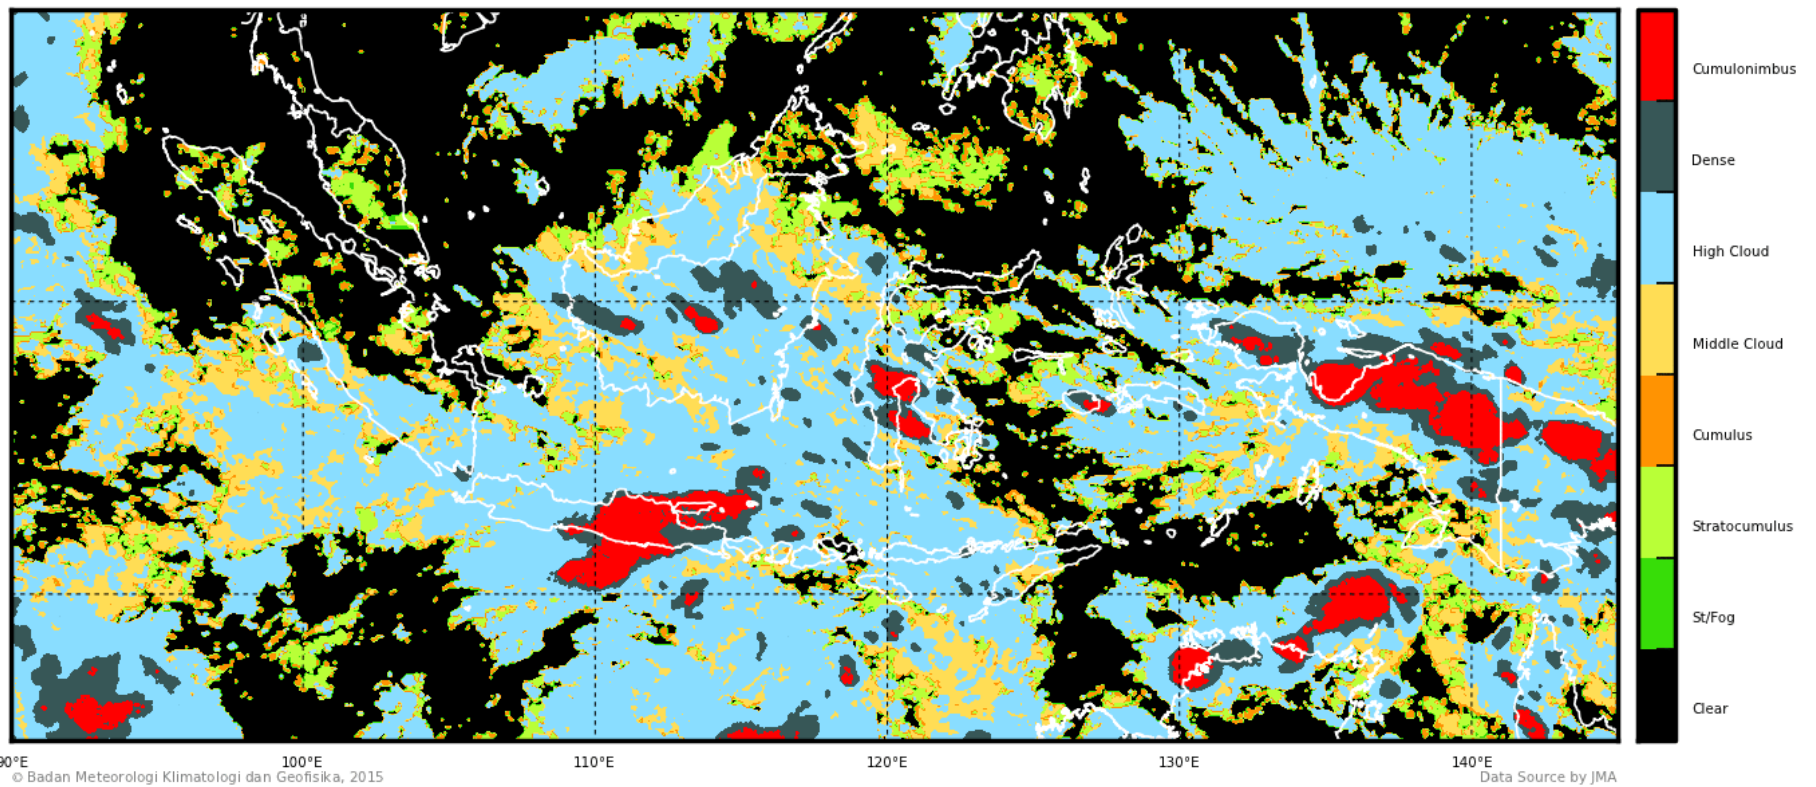 Cumulonimbus
Dense
High Cloud
Middle Cloud
Cumulus
Stratocumulus
St/Fog
Clear
90°E 100°E 110°E 120°E 130°E 140°E
© Badan Meteorologi Klimatologi dan Geofisika, 2015 Data Source by JMA